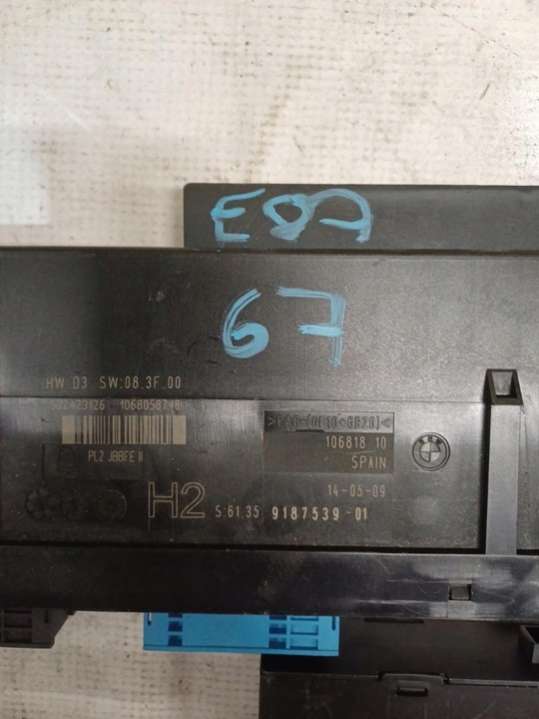 E87
67
HW 03 SW:08.3F.00
PL2 JBBFE II
106818 10
SPAIN
14-05-09
H2 S:61.35 9187539-01